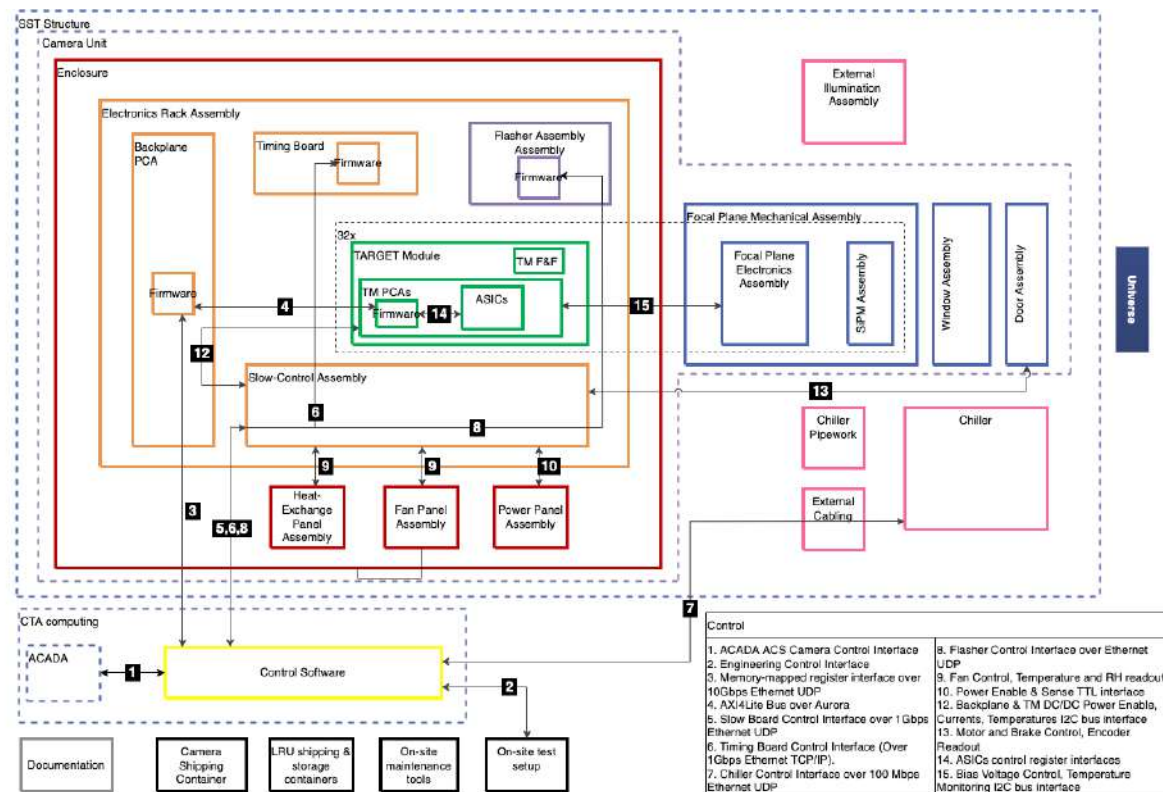 SST Structure
Camera Unit
Enclosure
External
Illumination
Assembly
Electronics Rack Assembly
Backplane
PCA
Timing Board
Firmware
Flasher Assembly
Assembly
Firmware
32x
TARGET Module
TM F&F
TM PCAs
Firmware
14
ASICs
Firmware
4
15
12
Focal Plane Mechanical Assembly
Focal Plane
Electronics
Assembly
SiPM Assembly
Window Assembly
Door Assembly
Universe
Slow-Control Assembly
6
8
13
9
9
10
Heat-
Exchange
Panel
Assembly
Fan Panel
Assembly
Power Panel
Assembly
Chiller
Pipework
Chiller
External
Cabling
3
5,6,8
7
CTA computing
ACADA
1
Control Software
2
Documentation
Camera
Shipping
Container
LRU shipping &
storage
containers
On-site
maintenance
tools
On-site test
setup
Control
1. ACADA ACS Camera Control Interface
2. Engineering Control Interface
3. Memory-mapped register interface over
10Gbps Ethernet UDP
4. AXI4Lite Bus over Aurora
5. Slow Board Control Interface over 1Gbps
Ethernet UDP
6. Timing Board Control Interface (Over
1Gbps Ethernet TCP/IP).
7. Chiller Control Interface over 100 Mbps
Ethernet UDP
8. Flasher Control Interface over Ethernet
UDP
9. Fan Control, Temperature and RH readout
10. Power Enable & Sense TTL interface
12. Backplane & TM DC/DC Power Enable,
Currents, Temperatures I2C bus interface
13. Motor and Brake Control, Encoder
Readout
14. ASICs control register interfaces
15. Bias Voltage Control, Temperature
Monitoring I2C bus interface